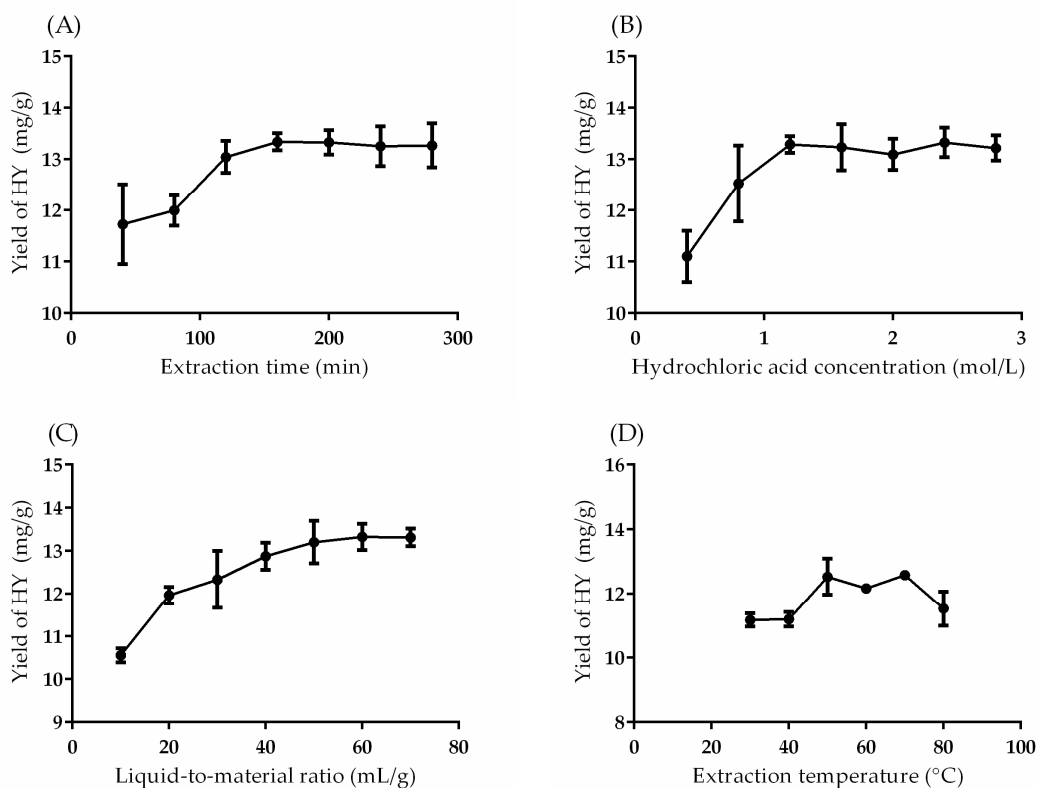 (A)
Yield of HY (mg/g)
15
14
13
12
11
10
0 100 200 300
Extraction time (min)
(B)
Yield of HY (mg/g)
15
14
13
12
11
10
0 1 2 3
Hydrochloric acid concentration (mol/L)
(C)
Yield of HY (mg/g)
15
14
13
12
11
10
9
0 20 40 60 80
Liquid-to-material ratio (mL/g)
(D)
Yield of HY (mg/g)
16
14
12
10
8
0 20 40 60 80 100
Extraction temperature (°C)